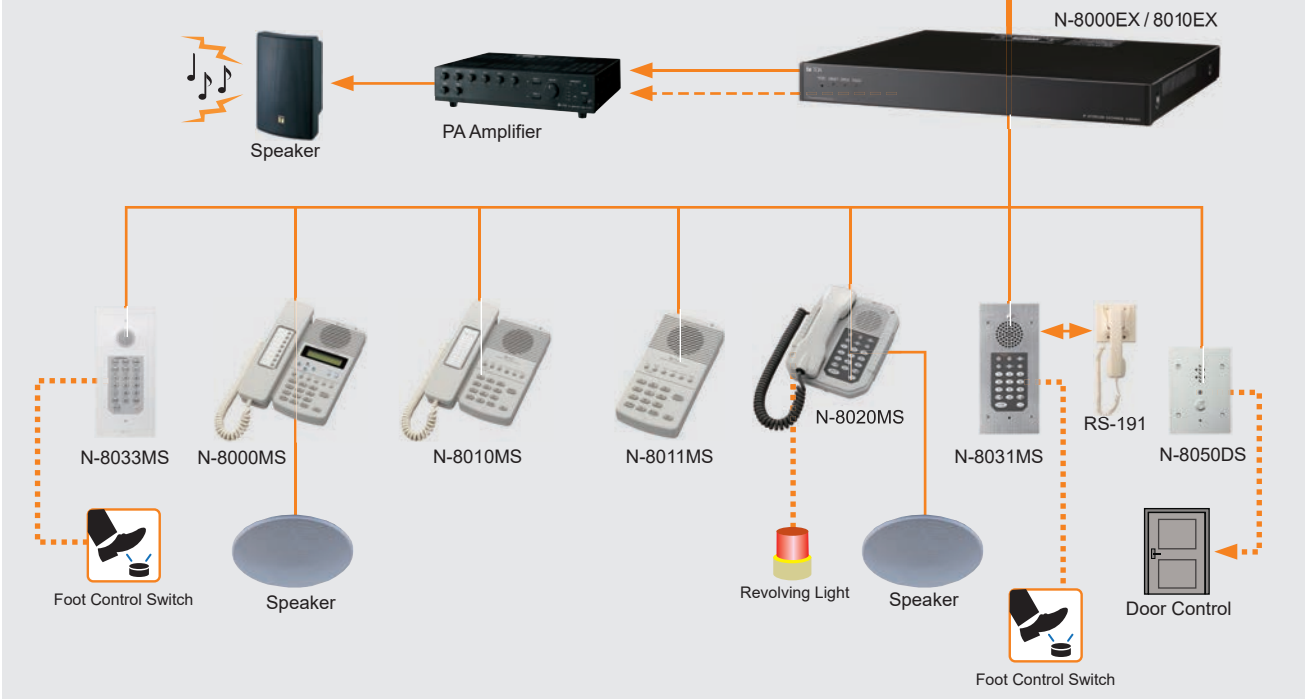 N-8000EX / 8010EX
PA Amplifier
Speaker
N-8033MS
N-8000MS
N-8010MS
N-8011MS
N-8020MS
N-8031MS
RS-191
N-8050DS
Foot Control Switch
Speaker
Revolving Light
Speaker
Door Control
Foot Control Switch